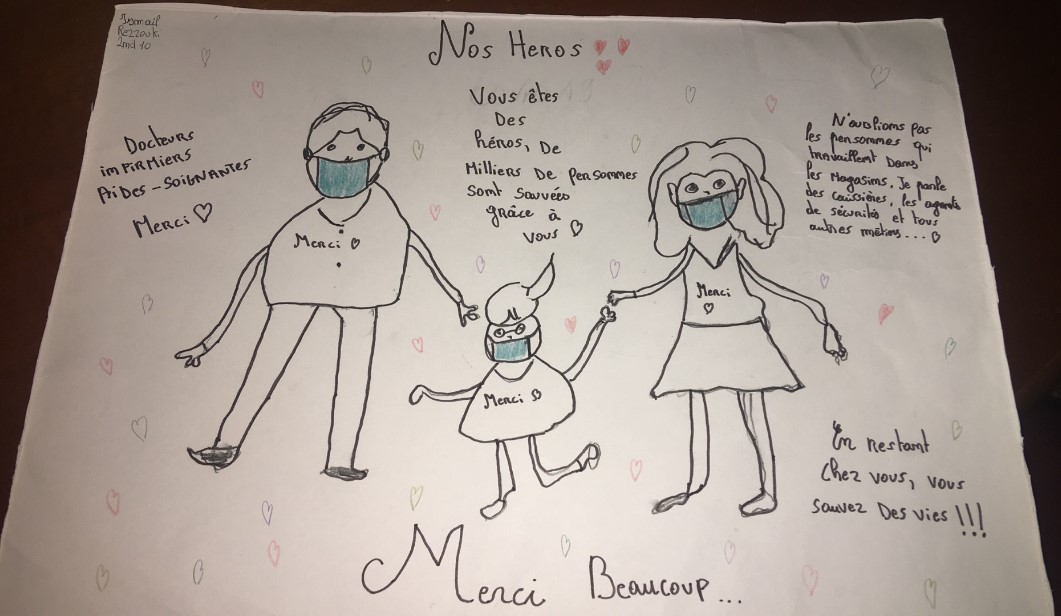 Ismail
Rezzouki
2nd 10
Nos Heros
Vous êtes
Des
héros, De
Milliers De personnes
sont sauvées
grâce à
vous
Docteurs
infirmiers
Aides-Soignantes
Merci
N'oublions pas
les personnes qui
travaillent Dans
les Magasins. Je parle
des caissières, les agents
de sécurités et tous
autres métiers...
Merci
Merci
Merci
En restant
chez vous, vous
sauvez Des vies !!!
Merci Beaucoup...